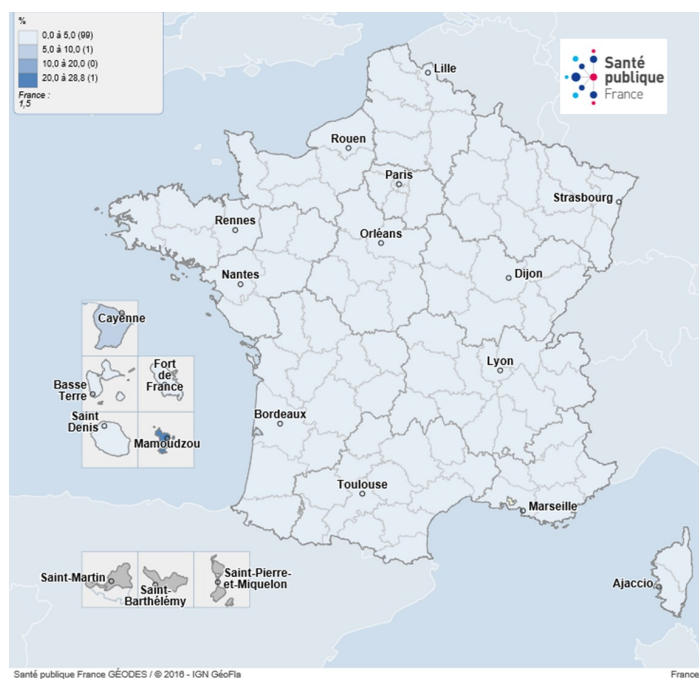 %
0,0 à 5,0 (99)
5,0 à 10,0 (1)
10,0 à 20,0 (0)
20,0 à 28,8 (1)
France :
1,5
Santé
publique
France
Lille
Rouen
Paris
Strasbourg
Rennes
Orléans
Nantes
Dijon
Cayenne
Lyon
Fort
de
France
Basse
Terre
Saint
Denis
Mamoudzou
Bordeaux
Toulouse
Marseille
Saint-Martin
Saint-
Barthélémy
Saint-Pierre-
et-Miquelon
Ajaccio
Santé publique France GÉODES / © 2016 - IGN GéoFla
France